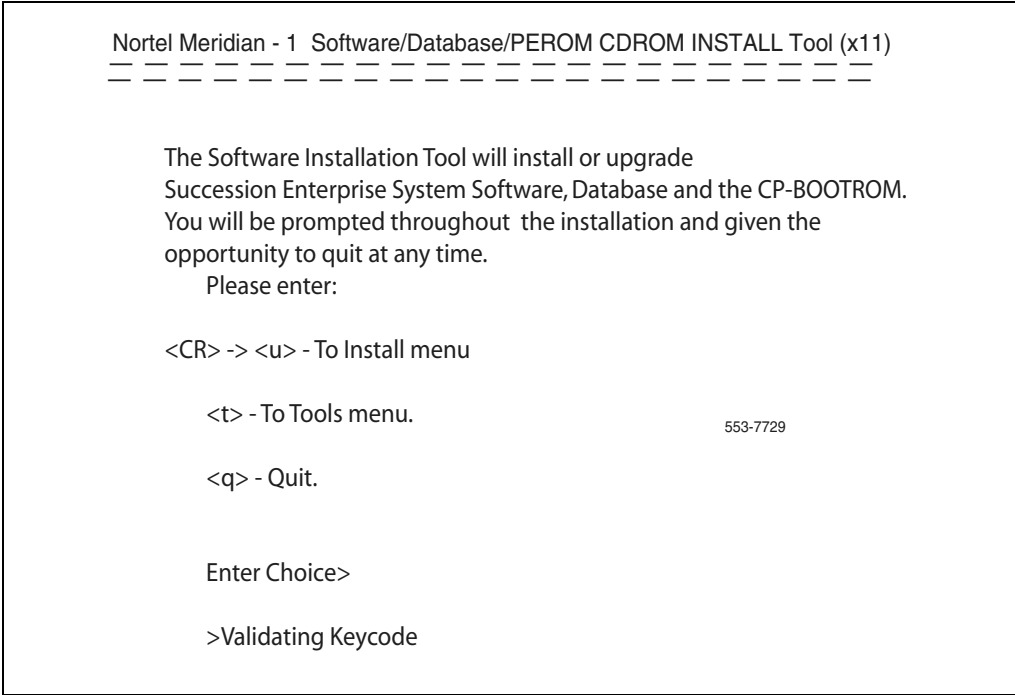 Nortel Meridian - 1 Software/Database/PEROM CDROM INSTALL Tool (x11)
The Software Installation Tool will install or upgrade
Succession Enterprise System Software, Database and the CP-BOOTROM.
You will be prompted throughout the installation and given the
opportunity to quit at any time.
Please enter:
<CR> -> <u> - To Install menu
<t> - To Tools menu.
553-7729
<q> - Quit.
Enter Choice>
>Validating Keycode